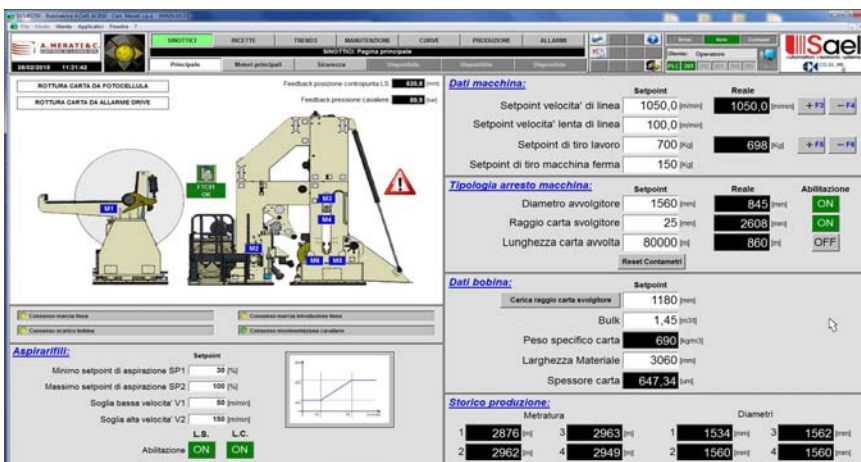 A.MERATI & C.
28/02/2015 11:31:42
SINOTTICI RICETTE TRENDS MANUTENZIONE CURVE PRODUZIONE ALLARMI
SINOTTICI: Pagina principale
Principale Motori principali Sicurezza Disponibile Disponibile Disponibile Disponibile
Utente: Operatore
PLC 201
Sael
ROTTURA CARTA DA FOTOCELLULA
ROTTURA CARTA DA ALLARME DRIVE
Feedback posizione contropunta LS 620,0 [mm]
Feedback pressione cavaliere 89,9 [bar]
FTC01
OK
M1
M2
M3
M4
M6 M5
Consenso marcia linea
Consenso marcia introduzione linea
Consenso scarico bobina
Consenso movimentazione cavaliere
Aspirarifili:
Setpoint
Minimo setpoint di aspirazione SP1 30 [%]
Massimo setpoint di aspirazione SP2 100 [%]
Soglia bassa velocita' V1 50 [m/min]
Soglia alta velocita' V2 150 [m/min]
L.S. L.C.
Abilitazione ON ON
Dati macchina:
Setpoint Reale
Setpoint velocita' di linea 1050,0 [m/min] 1050,0 [m/min] + F3 − F4
Setpoint velocita' lenta di linea 100,0 [m/min]
Setpoint di tiro lavoro 700 [Kg] 698 [Kg]
Setpoint di tiro macchina ferma 150 [Kg]
Tipologia arresto macchina:
Setpoint Reale Abilitazione
Diametro avvolgitore 1560 [mm] 845 [mm] ON
Raggio carta svolgitore 25 [mm] 2608 [mm] ON
Lunghezza carta avvolta 80000 [m] 860 [m] OFF
Reset Contametri
Dati bobina:
Setpoint
Carica raggio carta svolgitore 1180 [mm]
Bulk 1,45 [m3/t]
Peso specifico carta 690 [kg/m3]
Larghezza Materiale 3060 [mm]
Spessore carta 647,34 [um]
Storico produzione:
Metratura Diametri
1 2876 [m] 3 2963 [m] 1 1534 [mm] 3 1562 [mm]
2 2962 [m] 4 2949 [m] 2 1560 [mm] 4 1560 [mm]